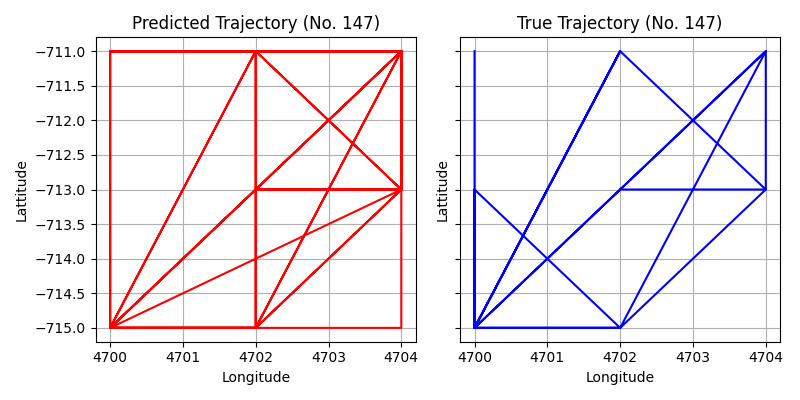 Predicted Trajectory (No. 147)
True Trajectory (No. 147)
−711.0
−711.5
−712.0
−712.5
−713.0
−713.5
−714.0
−714.5
−715.0
Lattitude
Lattitude
4700 4701 4702 4703 4704
4700 4701 4702 4703 4704
Longitude
Longitude